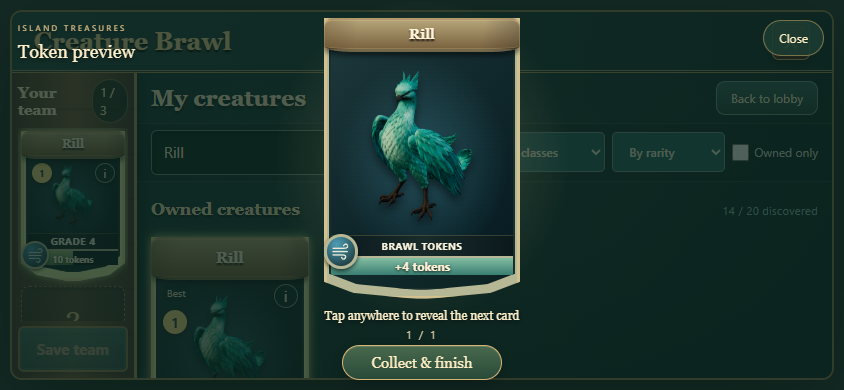 ISLAND TREASURES
Creature Brawl
Token preview
Close
Your team
1 / 3
Rill
1
i
GRADE 4
10 tokens
?
Save team
My creatures
Back to lobby
Rill
classes
By rarity
Owned only
Owned creatures
14 / 20 discovered
Rill
Best
1
i
Rill
BRAWL TOKENS
+4 tokens
Tap anywhere to reveal the next card
1 / 1
Collect & finish